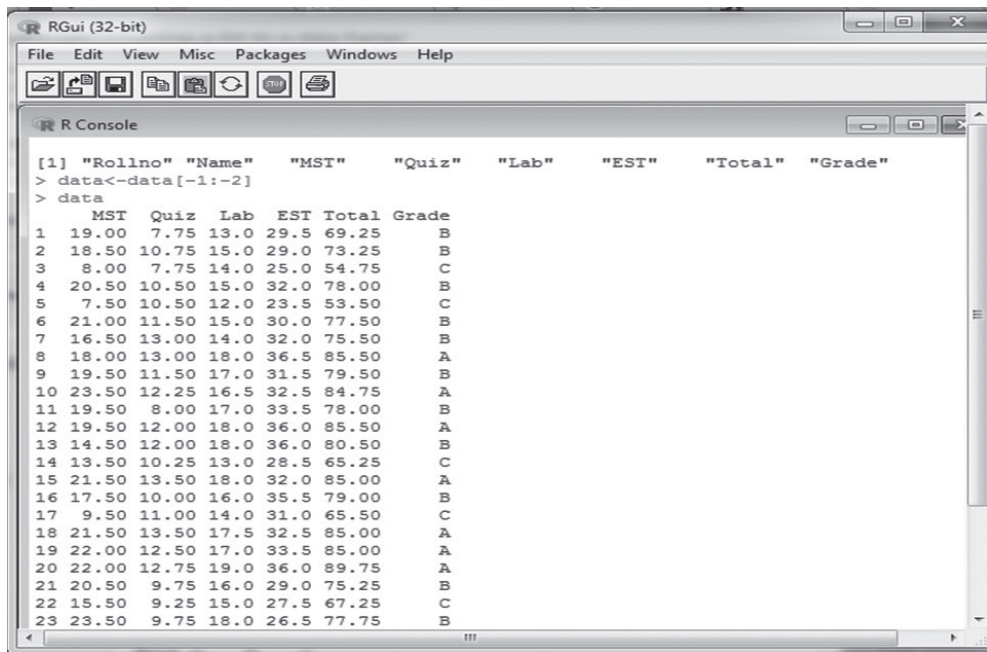 RGui (32-bit)
File Edit View Misc Packages Windows Help
STOP
R Console
[1] "Rollno" "Name" "MST" "Quiz" "Lab" "EST" "Total" "Grade"
> data<-data[-1:-2]
> data
MST Quiz Lab EST Total Grade
1 19.00 7.75 13.0 29.5 69.25 B
2 18.50 10.75 15.0 29.0 73.25 B
3 8.00 7.75 14.0 25.0 54.75 C
4 20.50 10.50 15.0 32.0 78.00 B
5 7.50 10.50 12.0 23.5 53.50 C
6 21.00 11.50 15.0 30.0 77.50 B
7 16.50 13.00 14.0 32.0 75.50 B
8 18.00 13.00 18.0 36.5 85.50 A
9 19.50 11.50 17.0 31.5 79.50 B
10 23.50 12.25 16.5 32.5 84.75 A
11 19.50 8.00 17.0 33.5 78.00 B
12 19.50 12.00 18.0 36.0 85.50 A
13 14.50 12.00 18.0 36.0 80.50 B
14 13.50 10.25 13.0 28.5 65.25 C
15 21.50 13.50 18.0 32.0 85.00 A
16 17.50 10.00 16.0 35.5 79.00 B
17 9.50 11.00 14.0 31.0 65.50 C
18 21.50 13.50 17.5 32.5 85.00 A
19 22.00 12.50 17.0 33.5 85.00 A
20 22.00 12.75 19.0 36.0 89.75 A
21 20.50 9.75 16.0 29.0 75.25 B
22 15.50 9.25 15.0 27.5 67.25 C
23 23.50 9.75 18.0 26.5 77.75 B